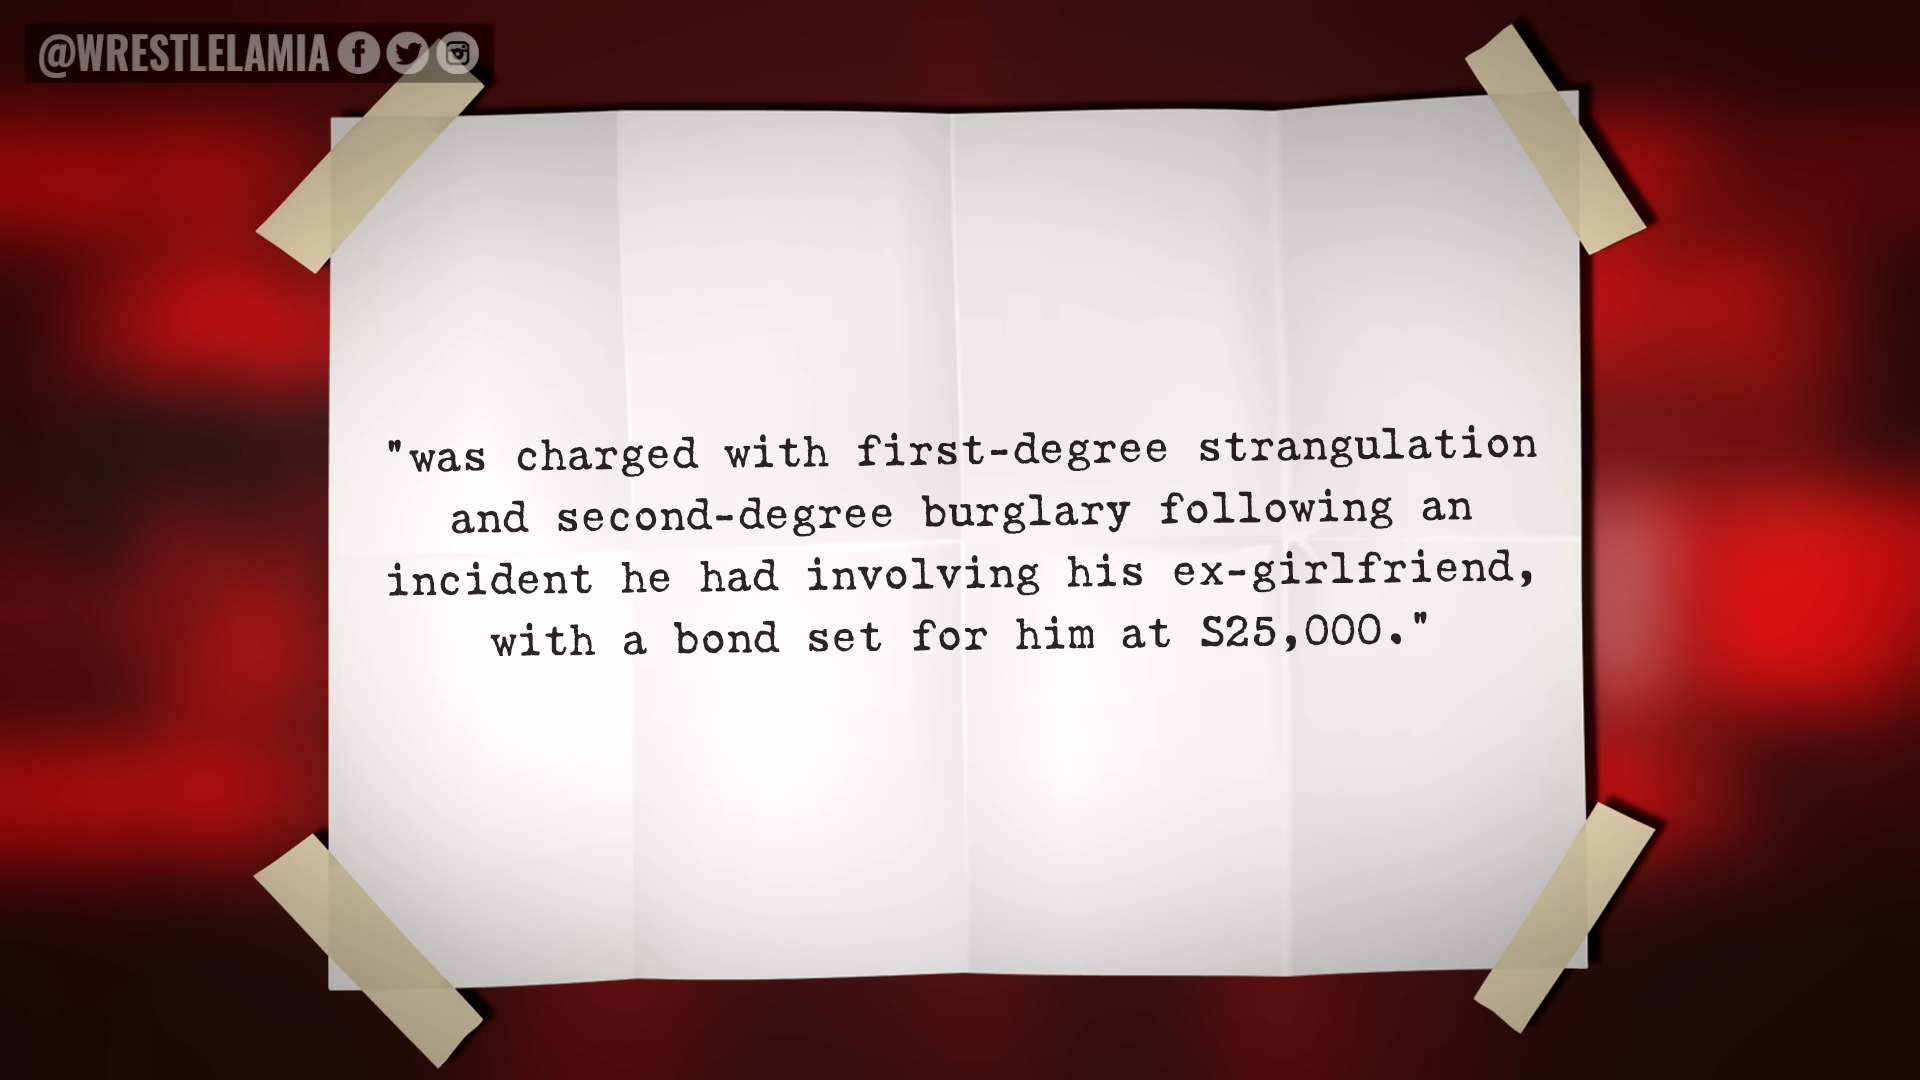 @WRESTLELAMIA
"was charged with first-degree strangulation
and second-degree burglary following an
incident he had involving his ex-girlfriend,
with a bond set for him at S25,000."